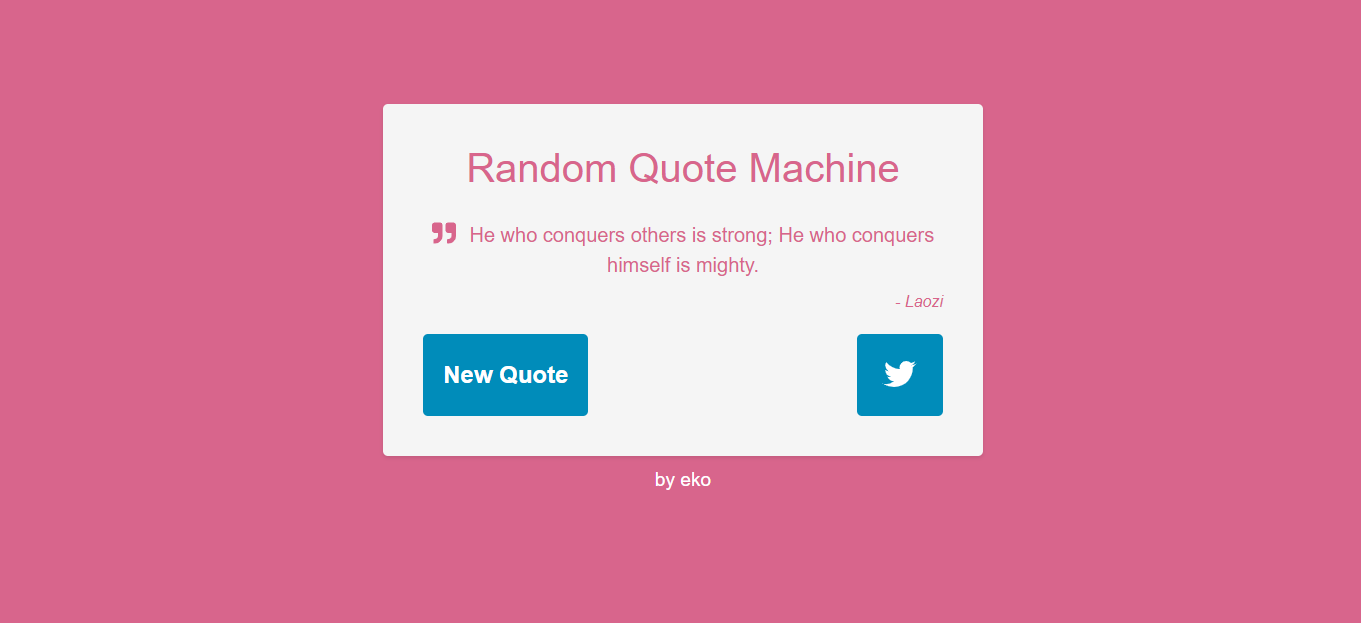 Random Quote Machine
He who conquers others is strong; He who conquers
himself is mighty.
- Laozi
New Quote
by eko